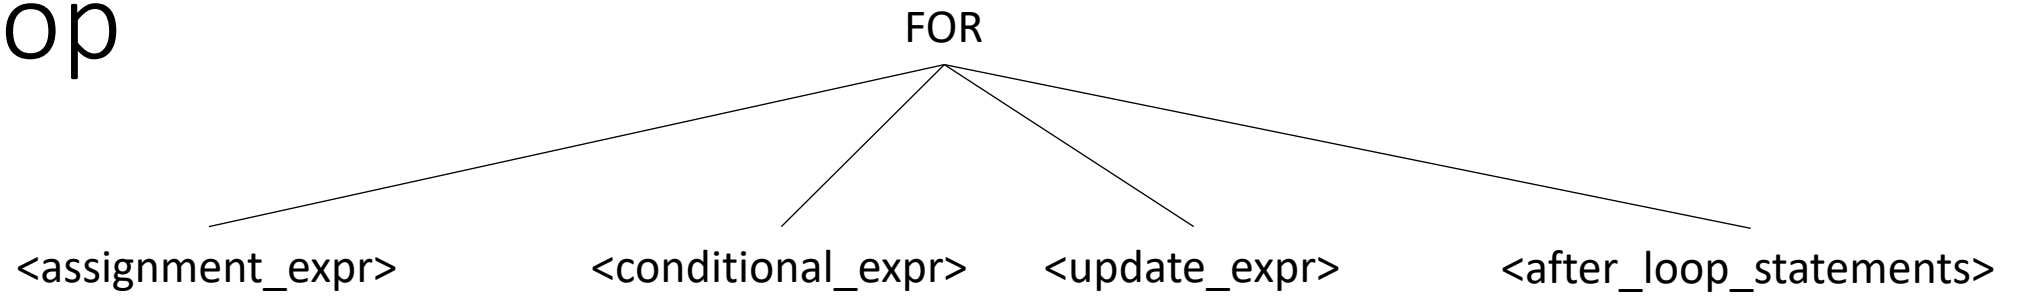 op
FOR
<assignment_expr> <conditional_expr> <update_expr> <after_loop_statements>